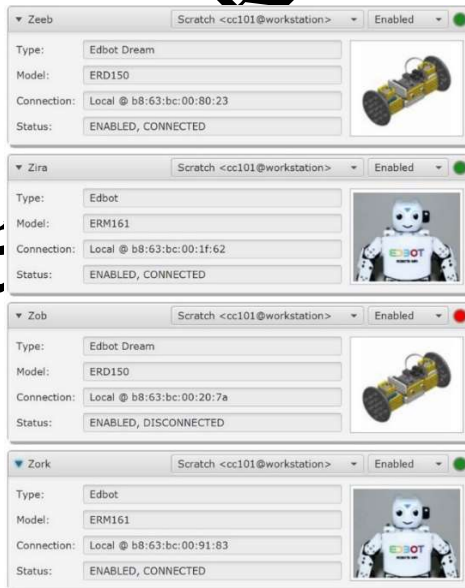 Zeeb Scratch <cc101@workstation> Enabled
Type: Edbot Dream
Model: ERD150
Connection: Local @ b8:63:bc:00:80:23
Status: ENABLED, CONNECTED
Zira Scratch <cc101@workstation> Enabled
Type: Edbot
Model: ERM161
Connection: Local @ b8:63:bc:00:1f:62
Status: ENABLED, CONNECTED
EDBOT
Zob Scratch <cc101@workstation> Enabled
Type: Edbot Dream
Model: ERD150
Connection: Local @ b8:63:bc:00:20:7a
Status: ENABLED, DISCONNECTED
Zork Scratch <cc101@workstation> Enabled
Type: Edbot
Model: ERM161
Connection: Local @ b8:63:bc:00:91:83
Status: ENABLED, CONNECTED
EDBOT